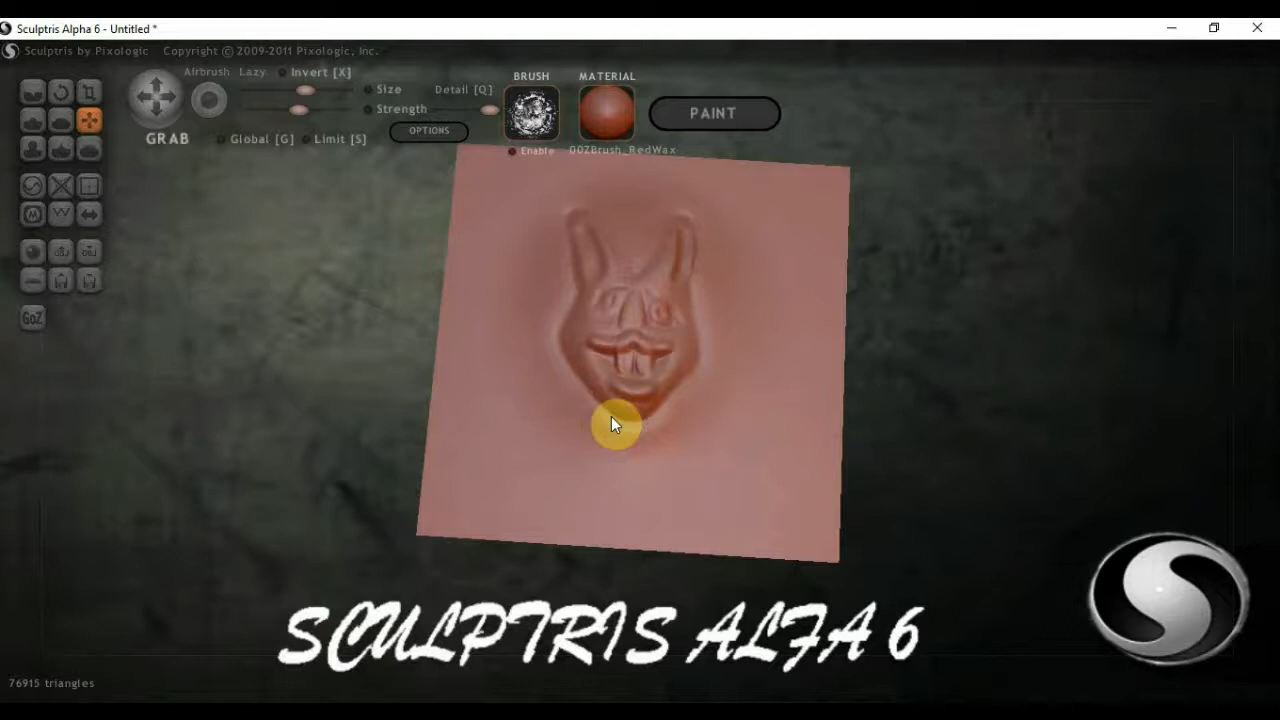 Sculptris Alpha 6 - Untitled *
Sculptris by Pixologic Copyright © 2009-2011 Pixologic, Inc.
Airbrush Lazy Invert [X]
Size Detail [Q]
Strength
GRAB Global [G] Limit [S] OPTIONS
BRUSH MATERIAL
PAINT
Enable 00ZBrush_RedWax
GoZ
SCULPTRIS ALFA 6
76915 triangles